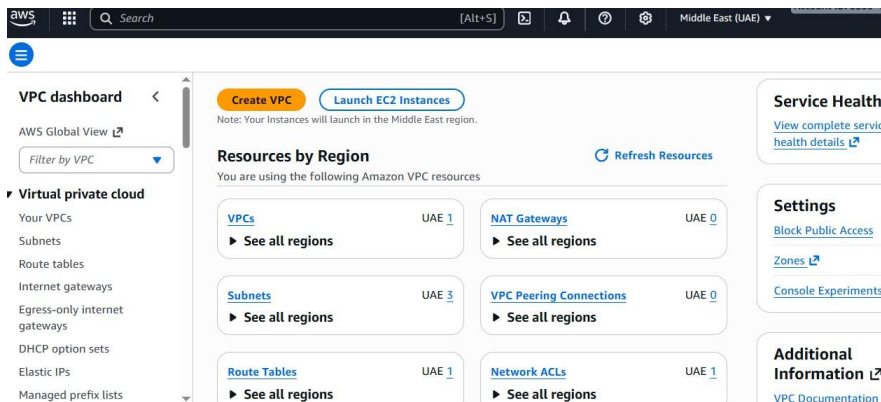 aws
Search
[Alt+S]
Middle East (UAE) ▼
VPC dashboard
AWS Global View
Filter by VPC
Virtual private cloud
Your VPCs
Subnets
Route tables
Internet gateways
Egress-only internet
gateways
DHCP option sets
Elastic IPs
Managed prefix lists
Create VPC
Launch EC2 Instances
Note: Your Instances will launch in the Middle East region.
Resources by Region
Refresh Resources
You are using the following Amazon VPC resources
VPCs UAE 1
See all regions
NAT Gateways UAE 0
See all regions
Subnets UAE 3
See all regions
VPC Peering Connections UAE 0
See all regions
Route Tables UAE 1
See all regions
Network ACLs UAE 1
See all regions
Service Health
View complete servic
health details
Settings
Block Public Access
Zones
Console Experiments
Additional
Information
VPC Documentation